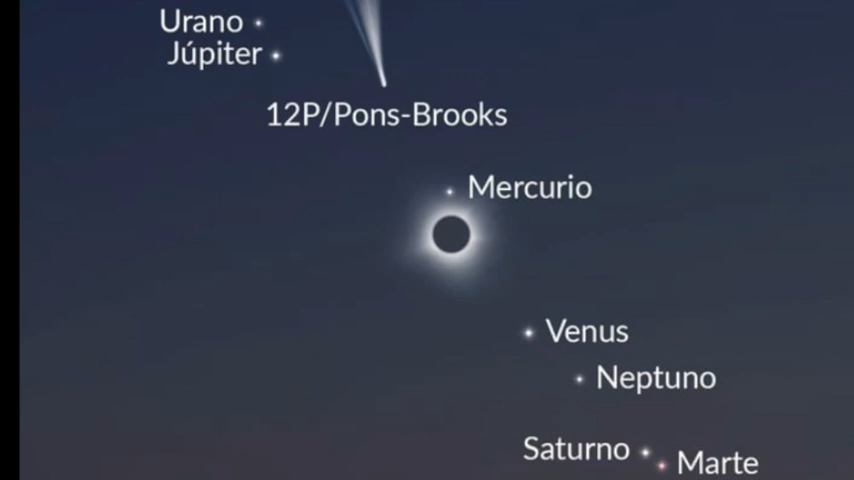 Urano
Júpiter
12P/Pons-Brooks
Mercurio
Venus
Neptuno
Saturno
Marte